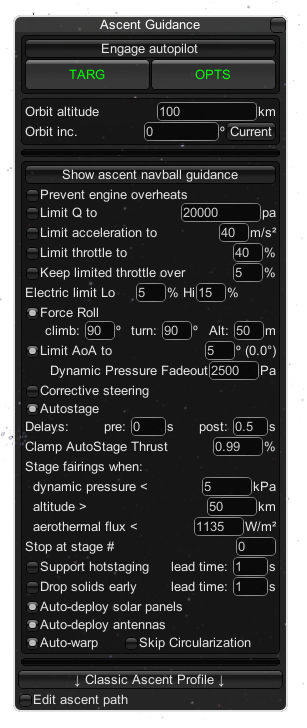 Ascent Guidance
Engage autopilot
TARG OPTS
Orbit altitude 100 km
Orbit inc. 0 º Current
Show ascent navball guidance
Prevent engine overheats
Limit Q to 20000 pa
Limit acceleration to 40 m/s²
Limit throttle to 40 %
Keep limited throttle over 5 %
Electric limit Lo 5 % Hi 15 %
Force Roll
climb: 90 º turn: 90 º Alt: 50 m
Limit AoA to 5 º (0.0°)
Dynamic Pressure Fadeout 2500 Pa
Corrective steering
Autostage
Delays: pre: 0 s post: 0.5 s
Clamp AutoStage Thrust 0.99 %
Stage fairings when:
dynamic pressure < 5 kPa
altitude > 50 km
aerothermal flux < 1135 W/m²
Stop at stage # 0
Support hotstaging lead time: 1 s
Drop solids early lead time: 1 s
Auto-deploy solar panels
Auto-deploy antennas
Auto-warp Skip Circularization
↓ Classic Ascent Profile ↓
Edit ascent path